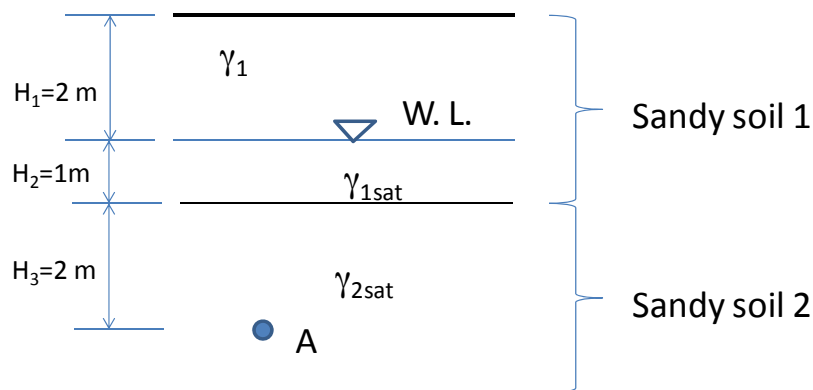 γ₁
H₁=2 m
W. L.
Sandy soil 1
H₂=1m
γ₁sat
H₃=2 m
γ₂sat
Sandy soil 2
A